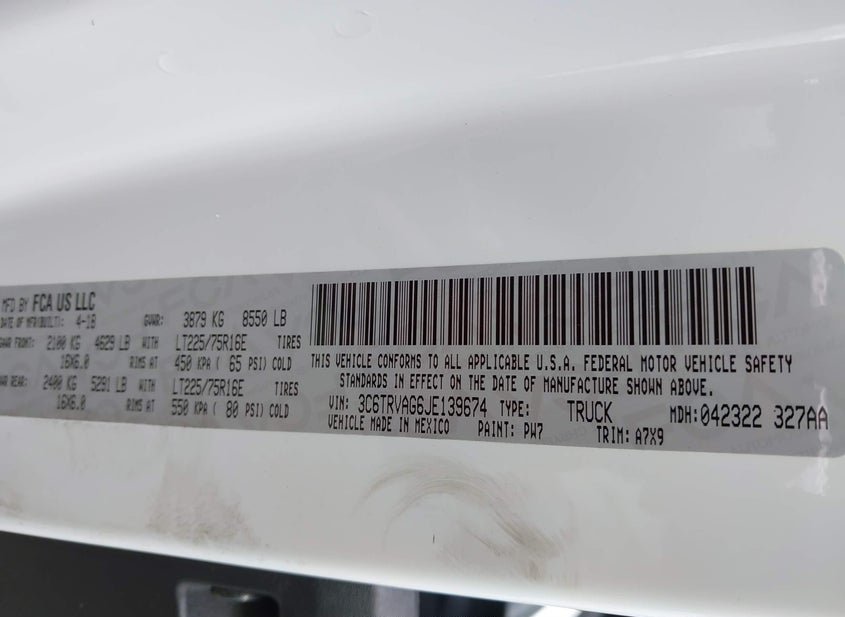 MFD BY FCA US LLC
DATE OF MFR(BUILT): 4-18 GVWR: 3879 KG 8550 LB
GAWR FRONT: 2100 KG 4629 LB WITH LT225/75R16E TIRES
16X6.0 RIMS AT 450 KPA ( 65 PSI) COLD
GAWR REAR: 2400 KG 5291 LB WITH LT225/75R16E TIRES
16X6.0 RIMS AT 550 KPA ( 80 PSI) COLD
THIS VEHICLE CONFORMS TO ALL APPLICABLE U.S.A. FEDERAL MOTOR VEHICLE SAFETY
STANDARDS IN EFFECT ON THE DATE OF MANUFACTURE SHOWN ABOVE.
VIN: 3C6TRVAG6JE139674 TYPE: TRUCK MDH:042322 327AA
VEHICLE MADE IN MEXICO PAINT: PW7 TRIM: A7X9